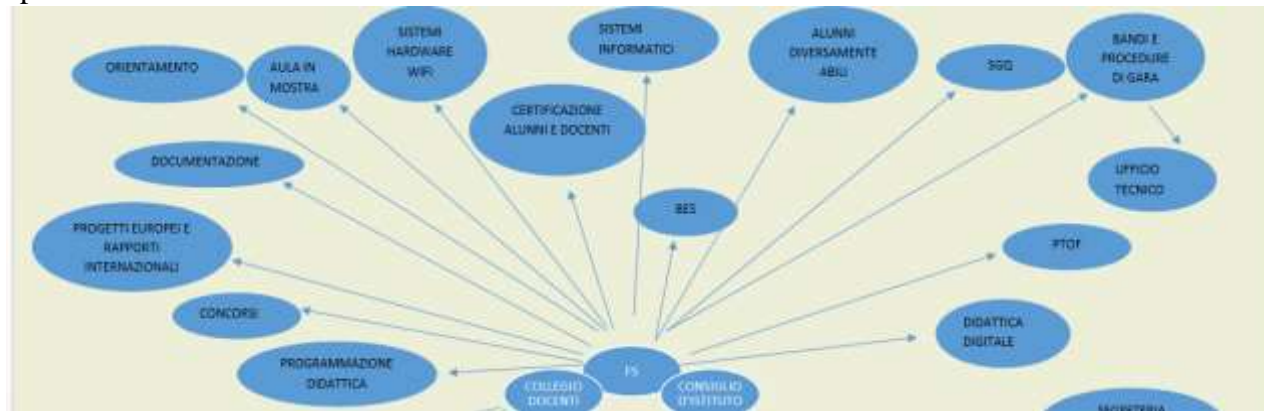 SISTEMI
HARDWARE
WIFI
SISTEMI
INFORMATICI
ALUNNI
DIVERSAMENTE
ABILI
BANDI E
PROCEDURE
DI GARA
ORIENTAMENTO
AULA IN
MOSTRA
SGQ
CERTIFICAZIONE
ALUNNI E DOCENTI
DOCUMENTAZIONE
UFFICIO
TECNICO
BES
PROGETTI EUROPEI E
RAPPORTI
INTERNAZIONALI
PTOF
CONCORSI
DIDATTICA
DIGITALE
PROGRAMMAZIONE
DIDATTICA
FS
COLLEGIO
DOCENTI
CONSIGLIO
D'ISTITUTO